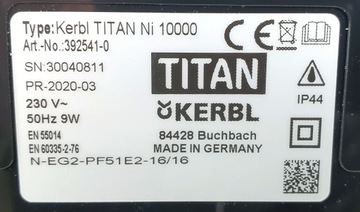 Type:Kerbl TITAN Ni 10000
Art.-No.:392541-0
SN:30040811
PR-2020-03
230 V~
50Hz 9W
EN 55014
EN 60335-2-76
N-EG2-PF51E2-16/16
CE
TITAN
KERBL
84428 Buchbach
MADE IN GERMANY
IP44